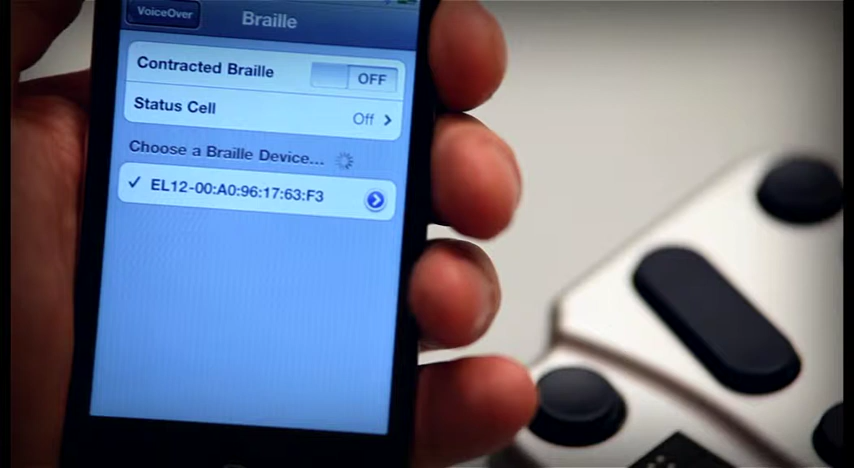 VoiceOver
Braille
Contracted Braille OFF
Status Cell Off
Choose a Braille Device...
EL12-00:A0:96:17:63:F3